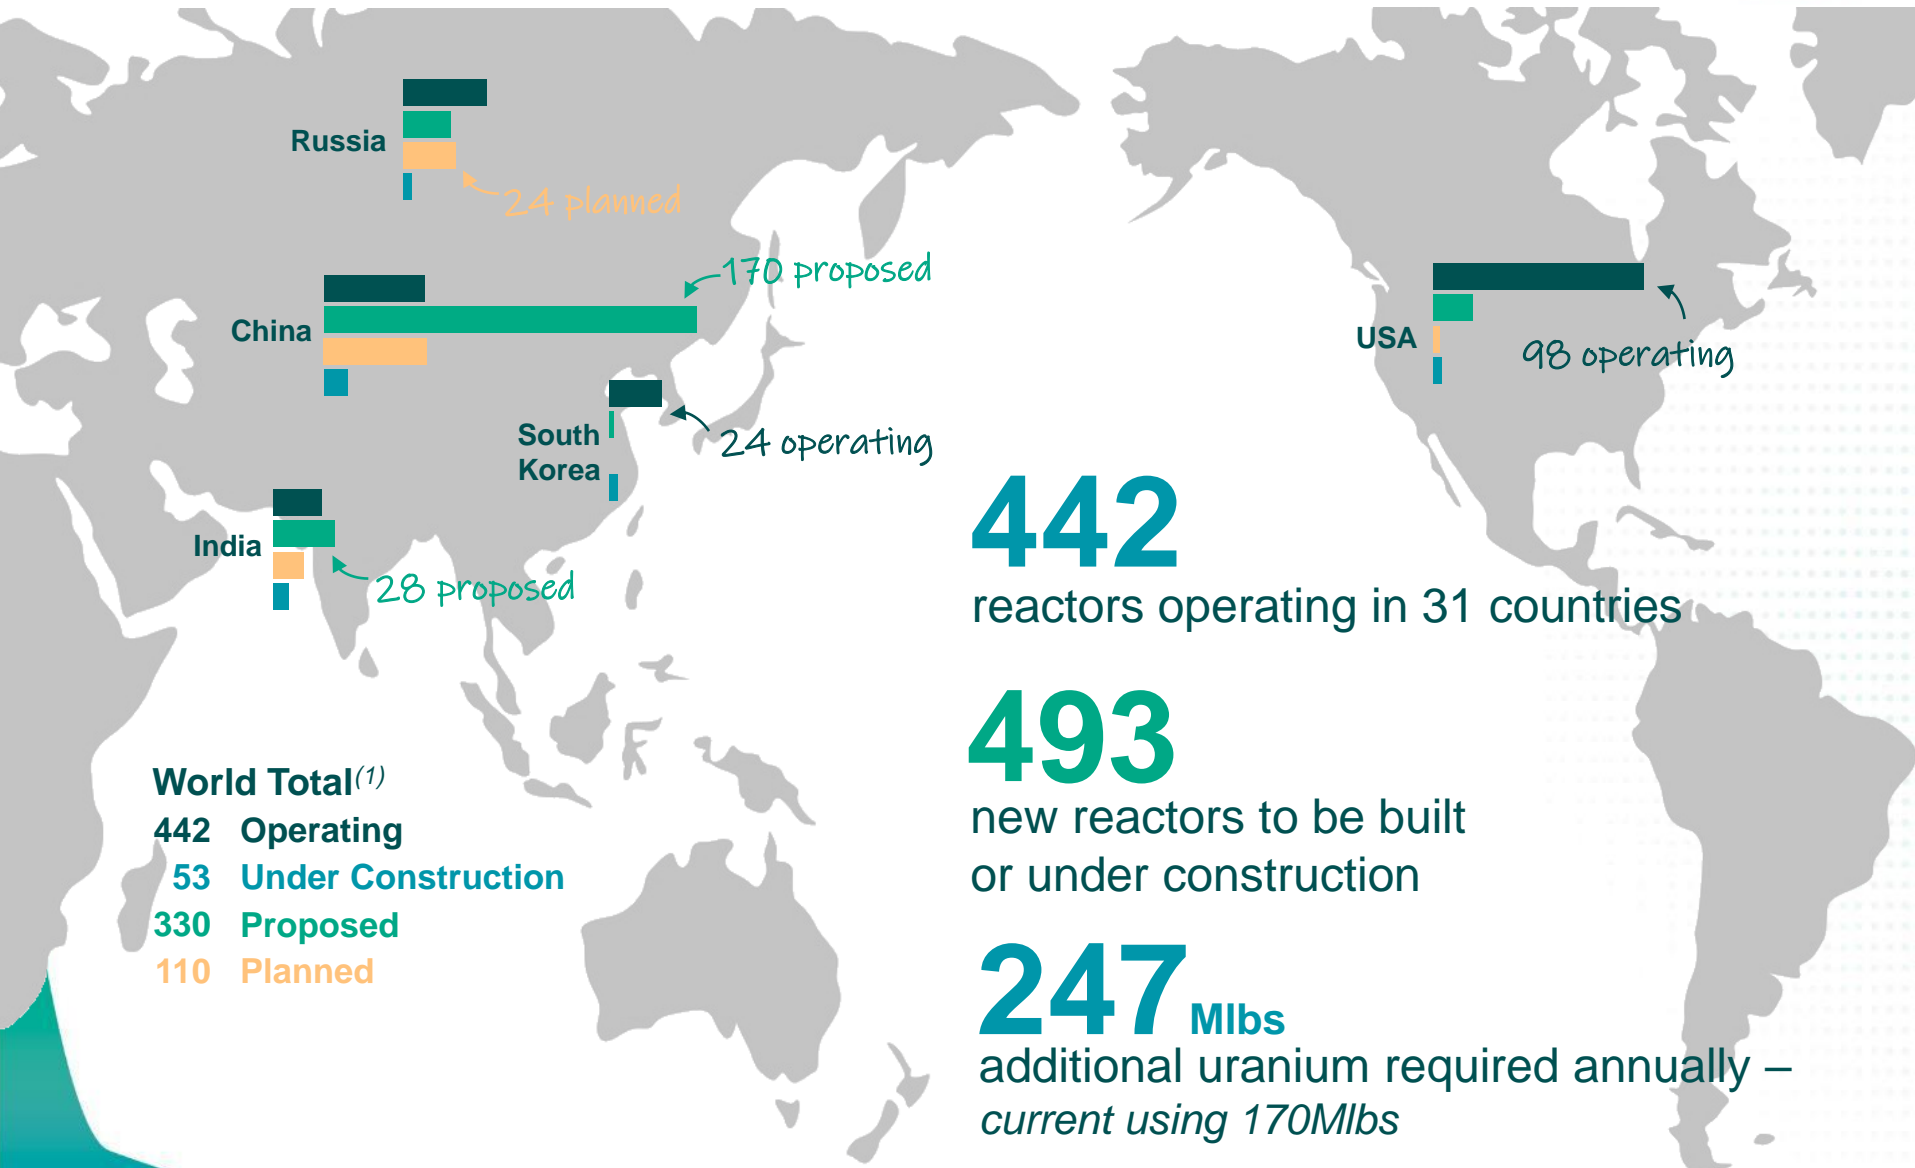 Russia
24 planned
170 proposed
China
USA
98 operating
South
Korea
24 operating
India
28 proposed
442
reactors operating in 31 countries
493
new reactors to be built
or under construction
247 Mlbs
additional uranium required annually –
current using 170Mlbs
World Total(1)
442 Operating
53 Under Construction
330 Proposed
110 Planned